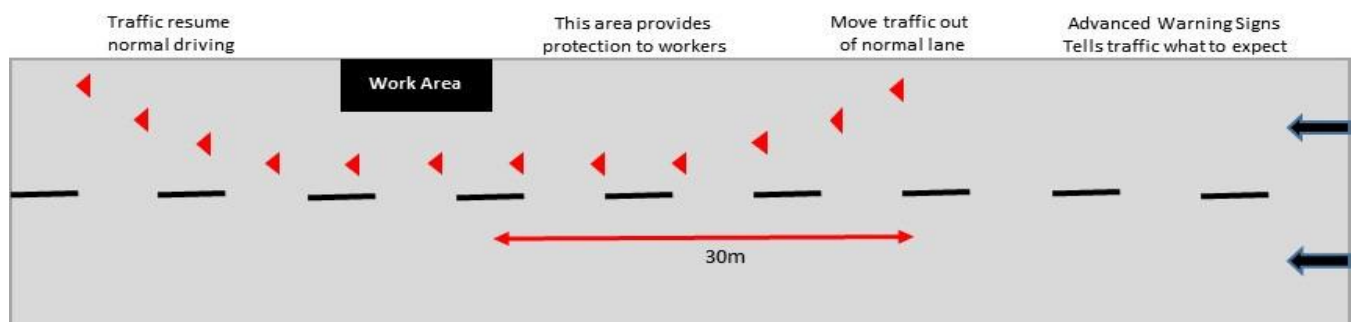 Traffic resume
normal driving
This area provides
protection to workers
Move traffic out
of normal lane
Advanced Warning Signs
Tells traffic what to expect
Work Area
30m